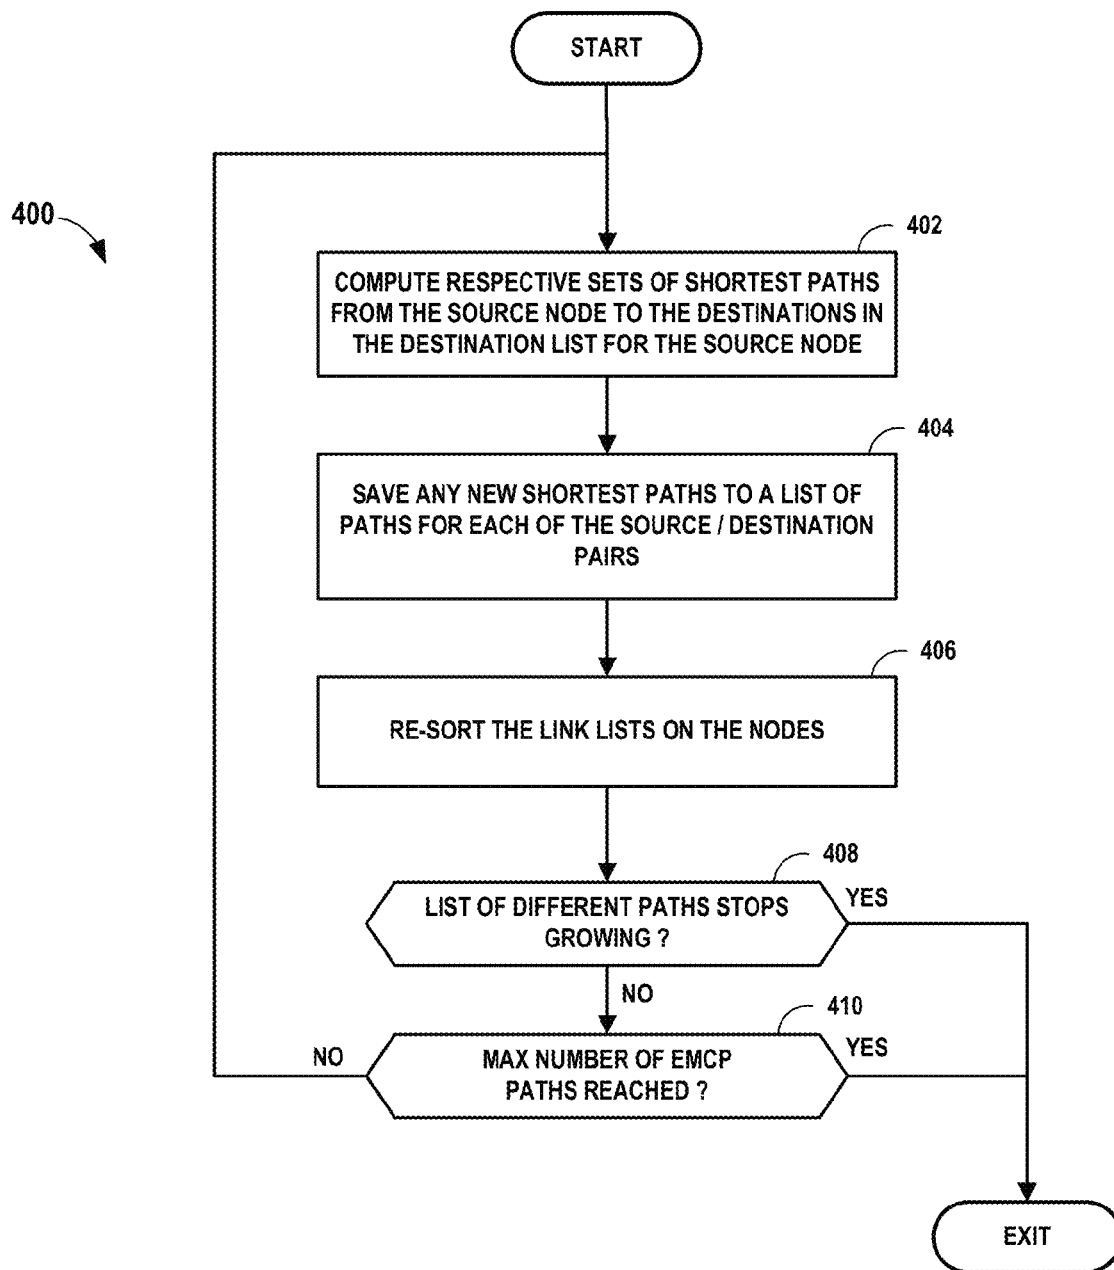 START
400
402
COMPUTE RESPECTIVE SETS OF SHORTEST PATHS
FROM THE SOURCE NODE TO THE DESTINATIONS IN
THE DESTINATION LIST FOR THE SOURCE NODE
404
SAVE ANY NEW SHORTEST PATHS TO A LIST OF
PATHS FOR EACH OF THE SOURCE / DESTINATION
PAIRS
406
RE-SORT THE LINK LISTS ON THE NODES
408
LIST OF DIFFERENT PATHS STOPS
GROWING ?
YES
NO
410
MAX NUMBER OF EMCP
PATHS REACHED ?
NO
YES
EXIT